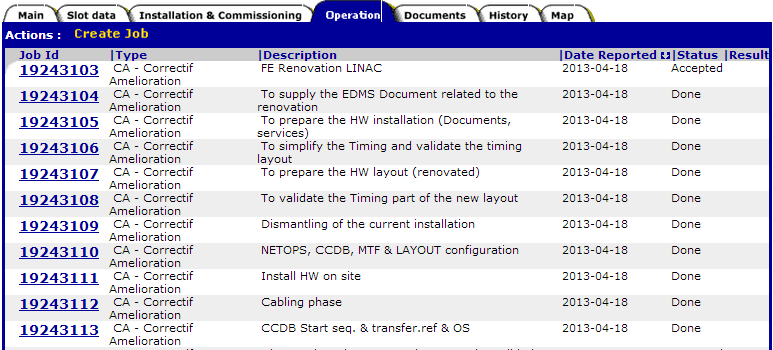 Main Slot data Installation & Commissioning Operation Documents History Map
Actions : Create Job
Job Id |Type |Description |Date Reported |Status |Result
19243103 CA - Correctif FE Renovation LINAC 2013-04-18 Accepted
Amelioration
19243104 CA - Correctif To supply the EDMS Document related to the 2013-04-18 Done
Amelioration renovation
19243105 CA - Correctif To prepare the HW installation (Documents, 2013-04-18 Done
Amelioration services)
19243106 CA - Correctif To simplify the Timing and validate the timing 2013-04-18 Done
Amelioration layout
19243107 CA - Correctif To prepare the HW layout (renovated) 2013-04-18 Done
Amelioration
19243108 CA - Correctif To validate the Timing part of the new layout 2013-04-18 Done
Amelioration
19243109 CA - Correctif Dismantling of the current installation 2013-04-18 Done
Amelioration
19243110 CA - Correctif NETOPS, CCDB, MTF & LAYOUT configuration 2013-04-18 Done
Amelioration
19243111 CA - Correctif Install HW on site 2013-04-18 Done
Amelioration
19243112 CA - Correctif Cabling phase 2013-04-18 Done
Amelioration
19243113 CA - Correctif CCDB Start seq. & transfer.ref & OS 2013-04-18 Done
Amelioration